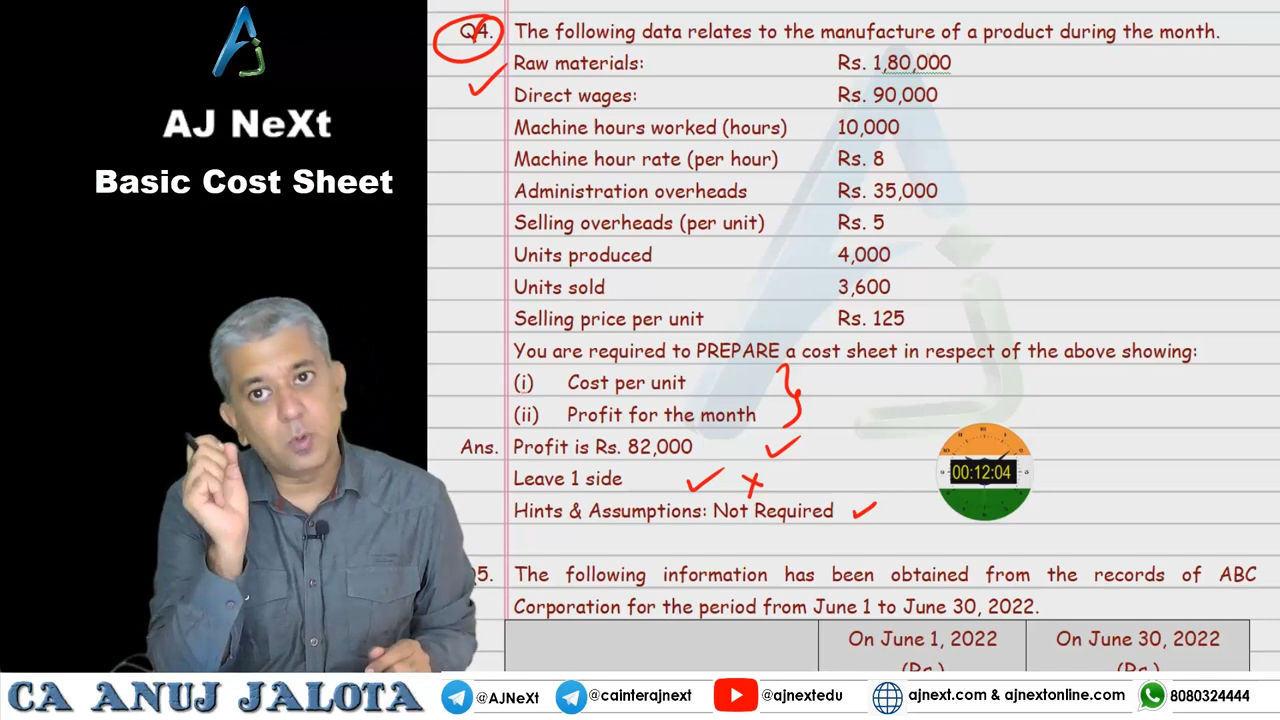 AJ NeXt
Basic Cost Sheet
Q4. The following data relates to the manufacture of a product during the month.
Raw materials: Rs. 1,80,000
Direct wages: Rs. 90,000
Machine hours worked (hours) 10,000
Machine hour rate (per hour) Rs. 8
Administration overheads Rs. 35,000
Selling overheads (per unit) Rs. 5
Units produced 4,000
Units sold 3,600
Selling price per unit Rs. 125
You are required to PREPARE a cost sheet in respect of the above showing:
(i) Cost per unit
(ii) Profit for the month
Ans. Profit is Rs. 82,000
Leave 1 side
Hints & Assumptions: Not Required
00:12:04
5. The following information has been obtained from the records of ABC
Corporation for the period from June 1 to June 30, 2022.
On June 1, 2022 On June 30, 2022
(Rs.) (Rs.)
CA ANUJ JALOTA @AJNeXt @cainterajnext @ajnextedu ajnext.com & ajnextonline.com 8080324444